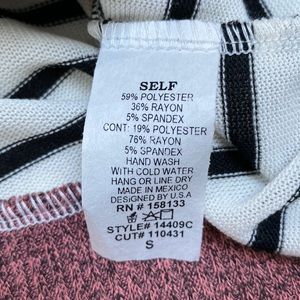 SELF
59% POLYESTER
36% RAYON
5% SPANDEX
CONT: 19% POLYESTER
76% RAYON
5% SPANDEX
HAND WASH
WITH COLD WATER
HANG OR LINE DRY
MADE IN MEXICO
DESIGNED BY U.S.A
RN # 158133
STYLE# 14409C
CUT# 110431
S